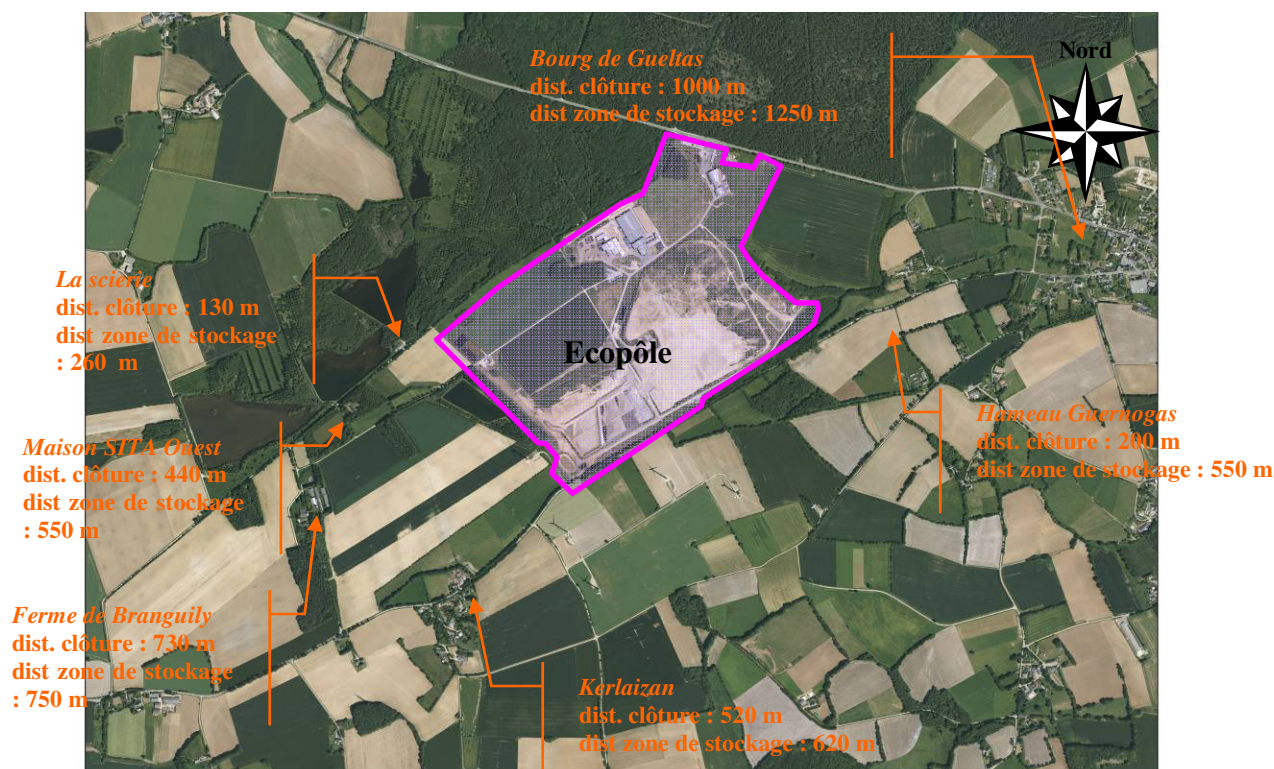 Bourg de Gueltas
dist. clôture : 1000 m
dist zone de stockage : 1250 m
Nord
La scierie
dist. clôture : 130 m
dist zone de stockage
: 260 m
Ecopôle
Maison SITA Ouest
dist. clôture : 440 m
dist zone de stockage
: 550 m
Hameau Guernogas
dist. clôture : 200 m
dist zone de stockage : 550 m
Ferme de Branguily
dist. clôture : 730 m
dist zone de stockage
: 750 m
Kerlaizan
dist. clôture : 520 m
dist zone de stockage : 620 m